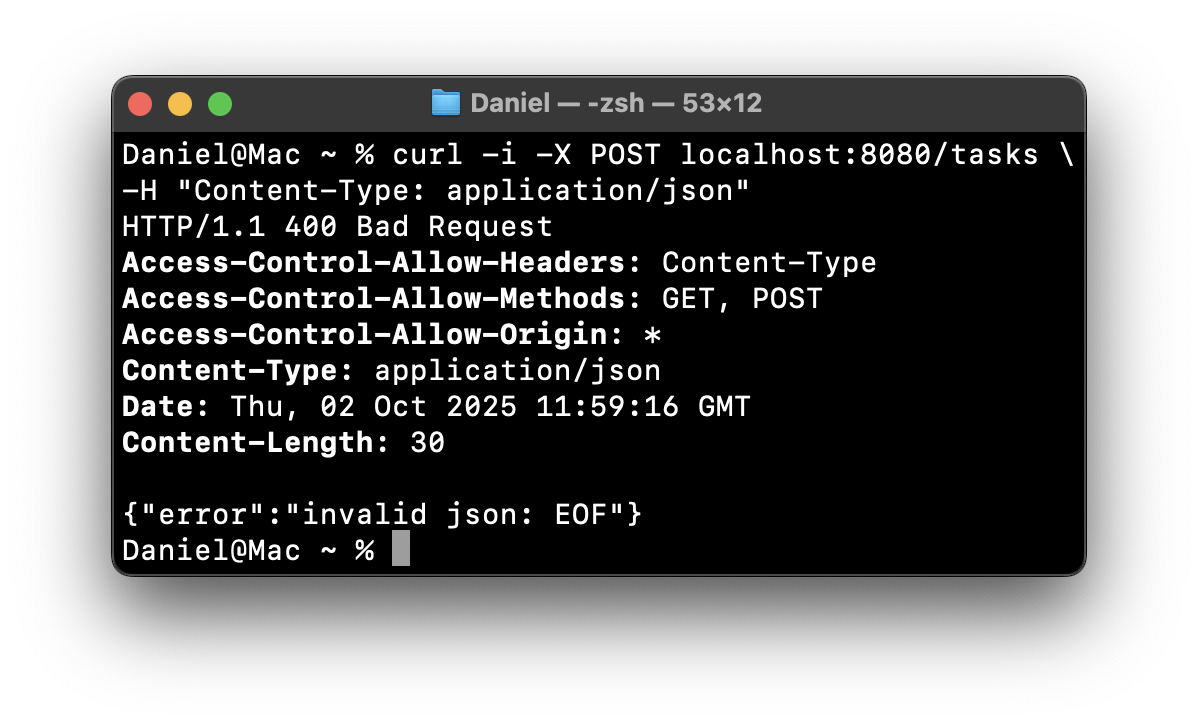 Daniel — -zsh — 53×12
Daniel@Mac ~ % curl -i -X POST localhost:8080/tasks \
-H "Content-Type: application/json"
HTTP/1.1 400 Bad Request
Access-Control-Allow-Headers: Content-Type
Access-Control-Allow-Methods: GET, POST
Access-Control-Allow-Origin: *
Content-Type: application/json
Date: Thu, 02 Oct 2025 11:59:16 GMT
Content-Length: 30

{"error":"invalid json: EOF"}
Daniel@Mac ~ %